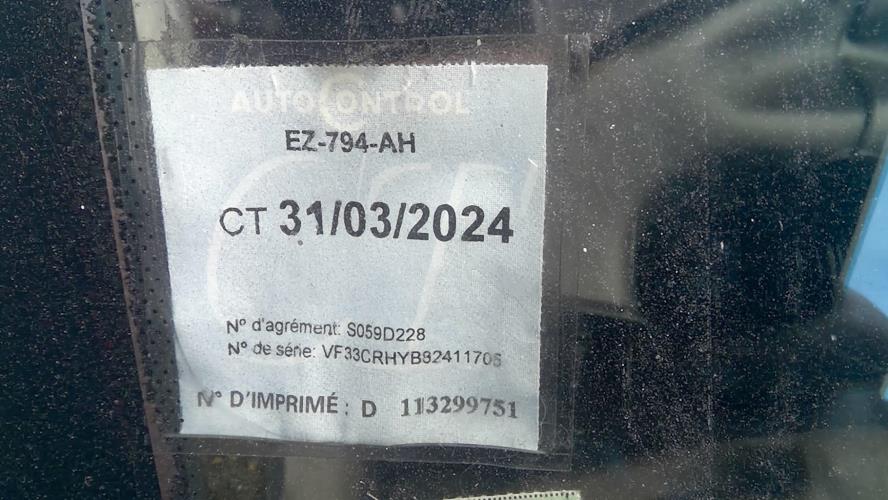 AUTOCONTROL
EZ-794-AH
CT 31/03/2024
N° d'agrément: S059D228
N° de série: VF33CRHYB82411706
N° D'IMPRIMÉ : D 113299751